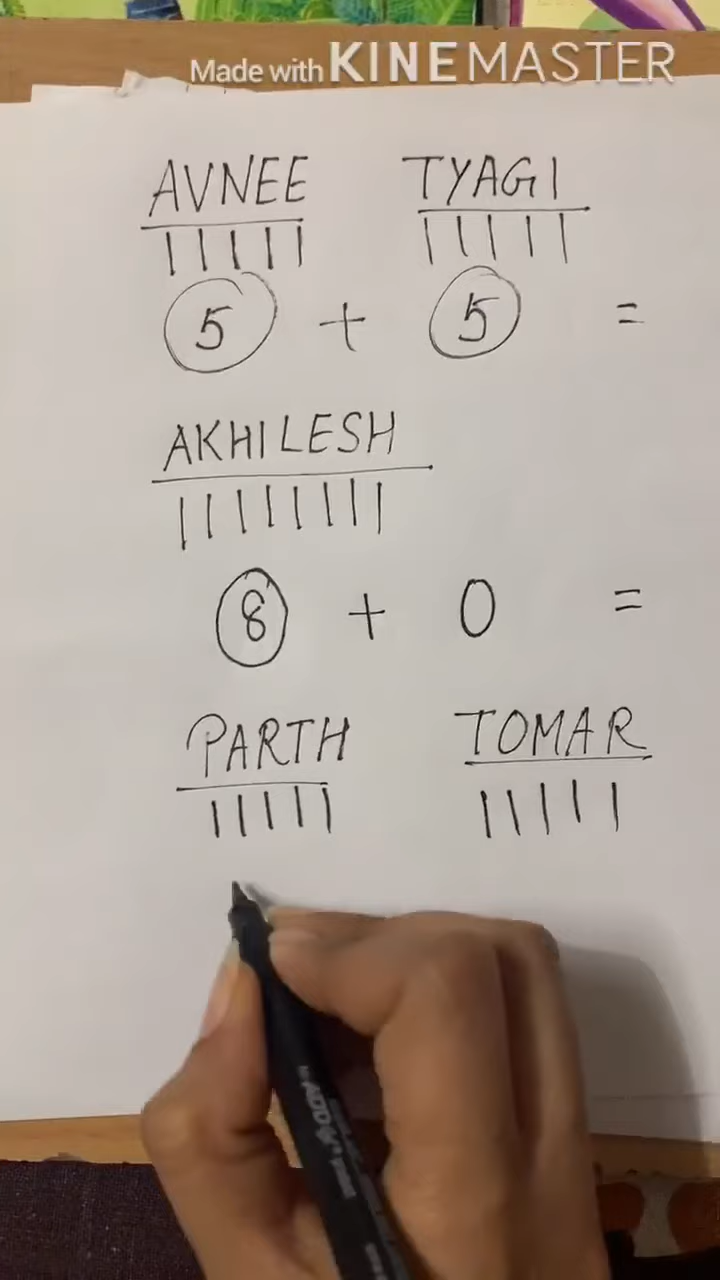 Made with KINEMASTER
AVNEE TYAGI
| | | | | | | | | |
5 + 5 =
AKHILESH
| | | | | | | |
8 + 0 =
PARTH TOMAR
| | | | | | | | | |